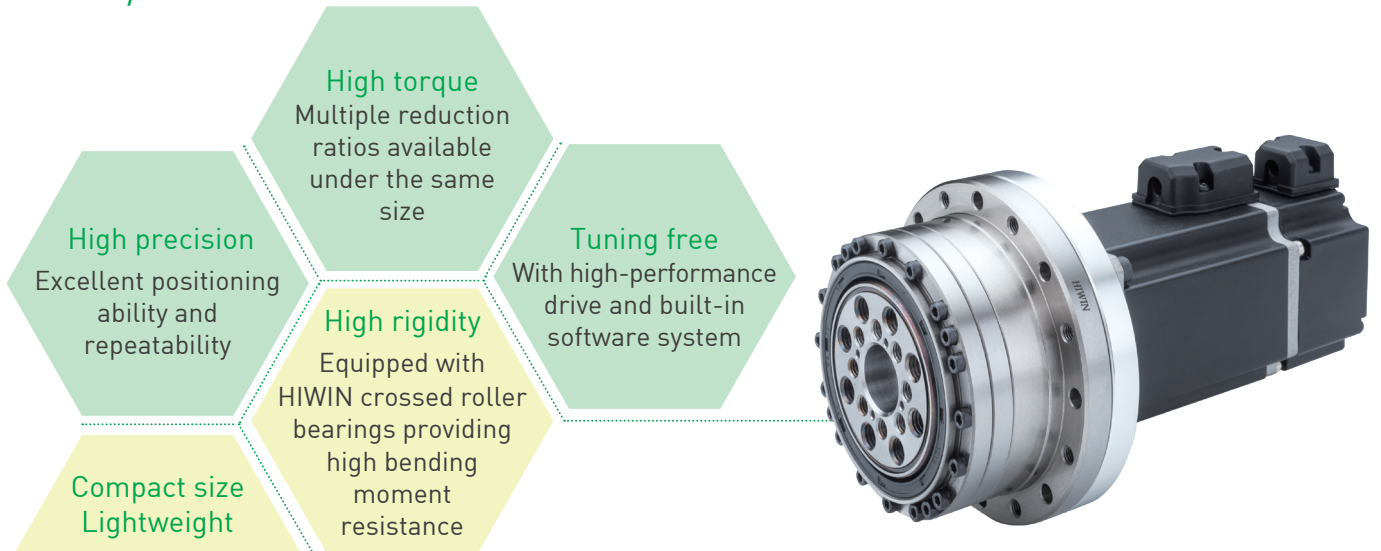 High torque
Multiple reduction
ratios available
under the same
size
High precision
Excellent positioning
ability and
repeatability
Tuning free
With high-performance
drive and built-in
software system
High rigidity
Equipped with
HIWIN crossed roller
bearings providing
high bending
moment
resistance
Compact size
Lightweight
HIWIN